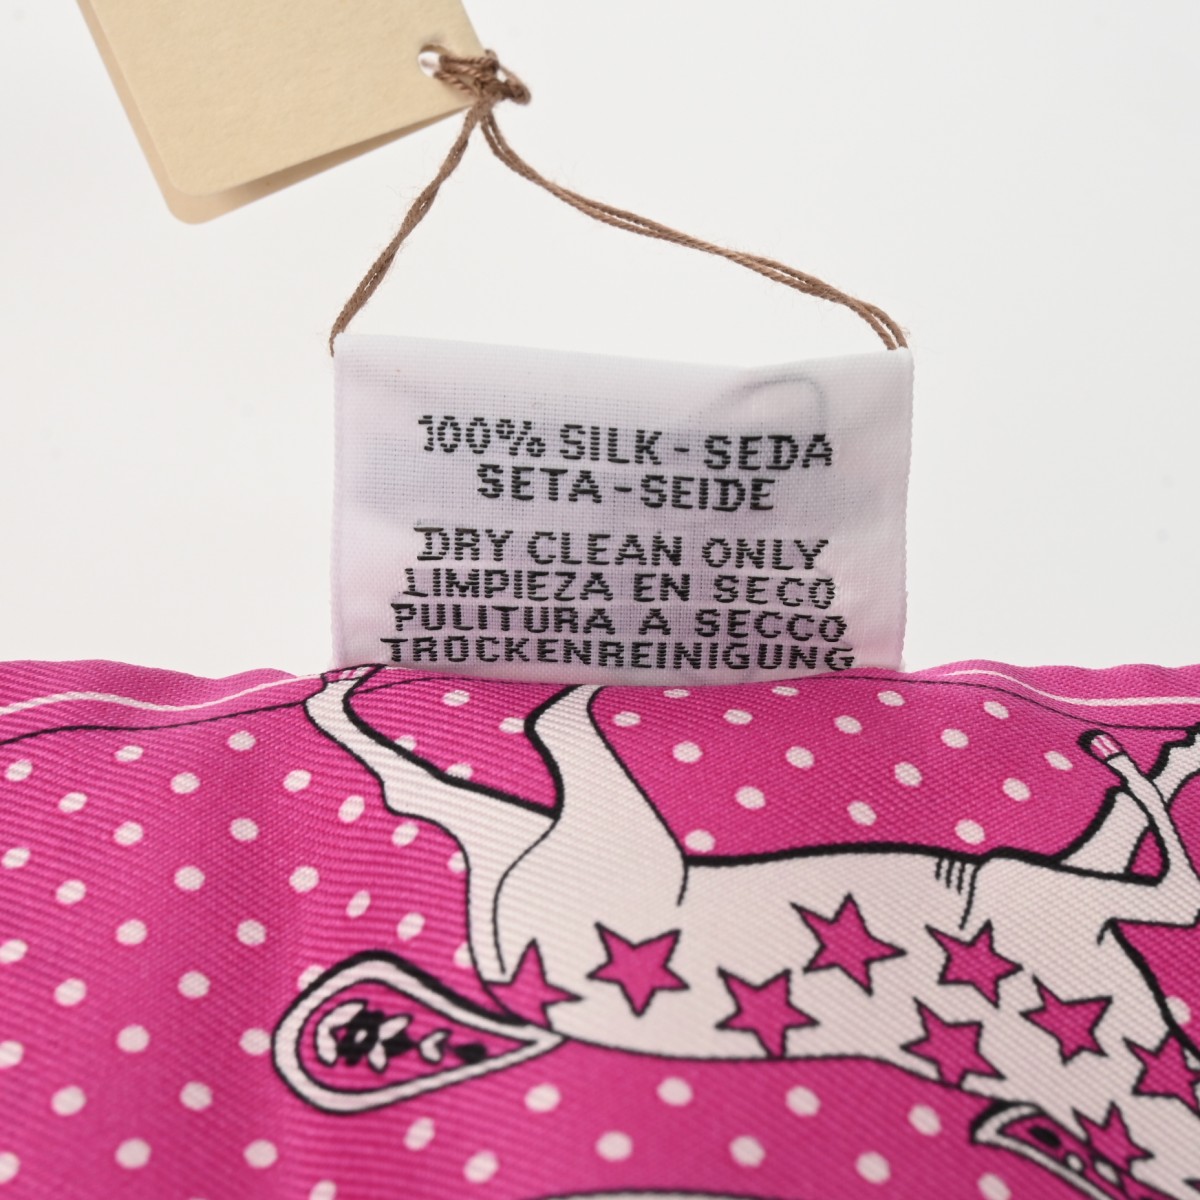 100% SILK - SEDA
SETA - SEIDE
DRY CLEAN ONLY
LIMPIEZA EN SECO
PULITURA A SECCO
TROCKENREINIGUNG